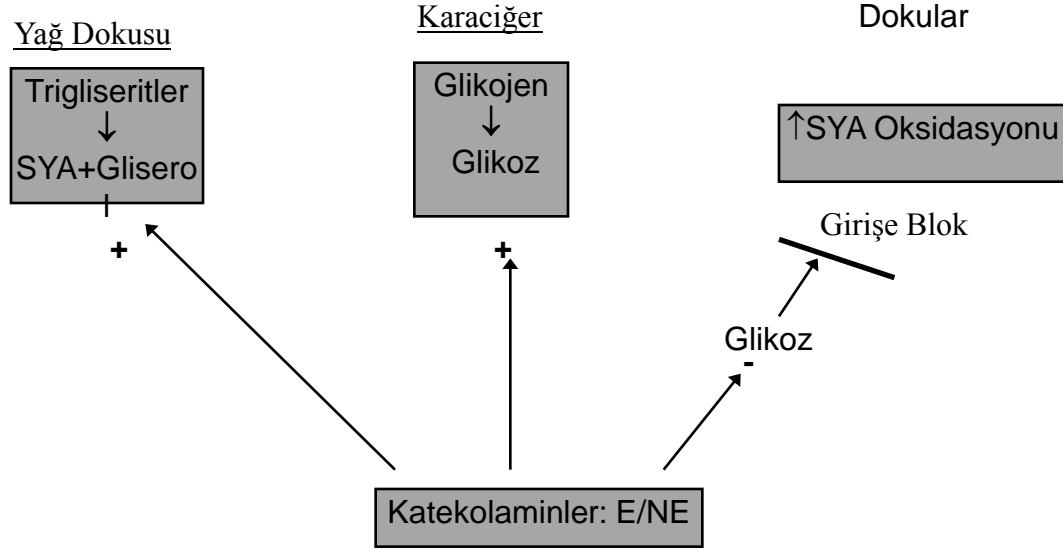 Yağ Dokusu
Trigliseritler
↓
SYA+Glisero
l
+
Karaciğer
Glikojen
↓
Glikoz
+
Dokular
↑SYA Oksidasyonu
Girişe Blok
Glikoz
-
Katekolaminler: E/NE